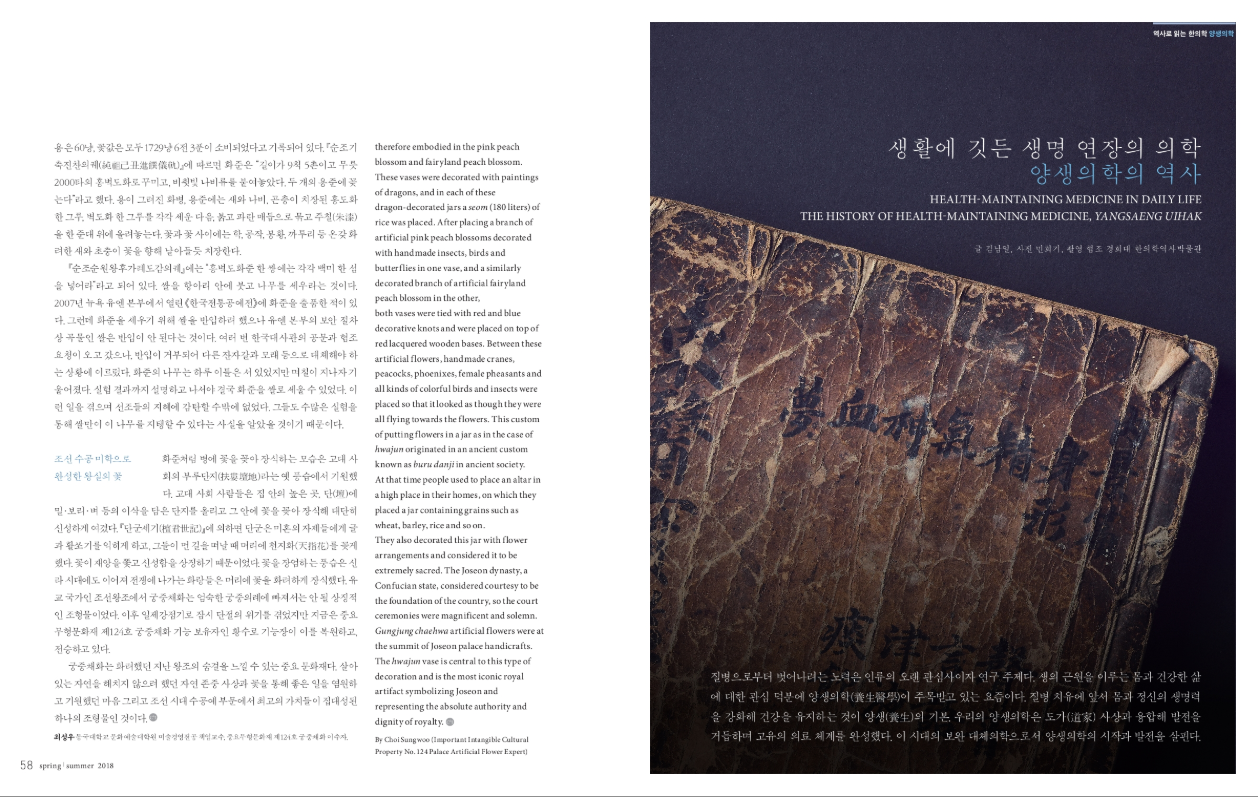 용은 60냥, 꽃값은 모두 1729냥 6전 3푼이 소비되었다고 기록되어 있다. 『순조기
축진찬의궤(純祖己丑進饌儀軌)』에 따르면 화준은 “길이가 9척 5촌이고 무릇
2000타의 홍벽도화로 꾸미고, 비췻빛 나비류를 붙여놓았다. 두 개의 용준에 꽂
는다”라고 했다. 용이 그려진 화병, 용준에는 새와 나비, 곤충이 치장된 홍도화
한 그루, 벽도화 한 그루를 각각 세운 다음, 붉고 파란 매듭으로 묶고 주칠(朱漆)
을 한 준대 위에 올려놓는다. 꽃과 꽃 사이에는 학, 공작, 봉황, 까투리 등 온갖 화
려한 새와 초충이 꽃을 향해 날아들듯 치장한다.
『순조순원왕후가례도감의궤』에는 “홍벽도화준 한 쌍에는 각각 백미 한 섬
을 넣어라”라고 되어 있다. 쌀을 항아리 안에 붓고 나무를 세우라는 것이다.
2007년 뉴욕 유엔 본부에서 열린 《한국전통공예전》에 화준을 출품한 적이 있
다. 그런데 화준을 세우기 위해 쌀을 반입하려 했으나 유엔 본부의 보안 절차
상 곡물인 쌀은 반입이 안 된다는 것이다. 여러 번 한국대사관의 공문과 협조
요청이 오고 갔으나, 반입이 거부되어 다른 잔자갈과 모래 등으로 대체해야 하
는 상황에 이르렀다. 화준의 나무는 하루 이틀은 서 있었지만 며칠이 지나자 기
울어졌다. 실험 결과까지 설명하고 나서야 결국 화준을 쌀로 세울 수 있었다. 이
런 일을 겪으며 선조들의 지혜에 감탄할 수밖에 없었다. 그들도 수많은 실험을
통해 쌀만이 이 나무를 지탱할 수 있다는 사실을 알았을 것이기 때문이다.
조선 수공 미학으로
완성한 왕실의 꽃
화준처럼 병에 꽃을 꽂아 장식하는 모습은 고대 사
회의 부루단지(扶婁壇地)라는 옛 풍습에서 기원했
다. 고대 사회 사람들은 집 안의 높은 곳, 단(壇)에
밀·보리·벼 등의 이삭을 담은 단지를 올리고 그 안에 꽃을 꽂아 장식해 대단히
신성하게 여겼다. 『단군세기(檀君世記)』에 의하면 단군은 미혼의 자제들에게 글
과 활쏘기를 익히게 하고, 그들이 먼 길을 떠날 때 머리에 천지화(天指花)를 꽂게
했다. 꽃이 재앙을 쫓고 신성함을 상징하기 때문이었다. 꽃을 장엄하는 풍습은 신
라 시대에도 이어져 전쟁에 나가는 화랑들은 머리에 꽃을 화려하게 장식했다. 유
교 국가인 조선왕조에서 궁중채화는 엄숙한 궁중의례에 빠져서는 안 될 상징적
인 조형물이었다. 이후 일제강점기로 잠시 단절의 위기를 겪었지만 지금은 중요
무형문화재 제124호 궁중채화 기능 보유자인 황수로 기능장이 이를 복원하고,
전승하고 있다.
궁중채화는 화려했던 지난 왕조의 숨결을 느낄 수 있는 중요 문화재다. 살아
있는 자연을 해치지 않으려 했던 자연 존중 사상과 꽃을 통해 좋은 일을 염원하
고 기원했던 마음 그리고 조선 시대 수공예 부문에서 최고의 가치들이 집대성된
하나의 조형물인 것이다.
최성우 동국대학교 문화예술대학원 미술경영전공 책임교수, 중요무형문화재 제124호 궁중채화 이수자.
58 spring | summer 2018
therefore embodied in the pink peach
blossom and fairyland peach blossom.
These vases were decorated with paintings
of dragons, and in each of these
dragon-decorated jars a seom (180 liters) of
rice was placed. After placing a branch of
artificial pink peach blossoms decorated
with handmade insects, birds and
butterflies in one vase, and a similarly
decorated branch of artificial fairyland
peach blossom in the other,
both vases were tied with red and blue
decorative knots and were placed on top of
red lacquered wooden bases. Between these
artificial flowers, handmade cranes,
peacocks, phoenixes, female pheasants and
all kinds of colorful birds and insects were
placed so that it looked as though they were
all flying towards the flowers. This custom
of putting flowers in a jar as in the case of
hwajun originated in an ancient custom
known as buru danji in ancient society.
At that time people used to place an altar in
a high place in their homes, on which they
placed a jar containing grains such as
wheat, barley, rice and so on.
They also decorated this jar with flower
arrangements and considered it to be
extremely sacred. The Joseon dynasty, a
Confucian state, considered courtesy to be
the foundation of the country, so the court
ceremonies were magnificent and solemn.
Gungjung chaehwa artificial flowers were at
the summit of Joseon palace handicrafts.
The hwajun vase is central to this type of
decoration and is the most iconic royal
artifact symbolizing Joseon and
representing the absolute authority and
dignity of royalty.
By Choi Sungwoo (Important Intangible Cultural
Property No. 124 Palace Artificial Flower Expert)
역사로 읽는 한의학 양생의학
생활에 깃든 생명 연장의 의학
양생의학의 역사
HEALTH-MAINTAINING MEDICINE IN DAILY LIFE
THE HISTORY OF HEALTH-MAINTAINING MEDICINE, YANGSAENG UIHAK
글 김남일, 사진 민희기, 촬영 협조 경희대 한의학역사박물관
夢血神氣精身
形
痰津
질병으로부터 벗어나려는 노력은 인류의 오랜 관심사이자 연구 주제다. 생의 근원을 이루는 몸과 건강한 삶
에 대한 관심 덕분에 양생의학(養生醫學)이 주목받고 있는 요즘이다. 질병 치유에 앞서 몸과 정신의 생명력
을 강화해 건강을 유지하는 것이 양생(養生)의 기본. 우리의 양생의학은 도가(道家) 사상과 융합해 발전을
거듭하며 고유의 의료 체계를 완성했다. 이 시대의 보완 대체의학으로서 양생의학의 시작과 발전을 살핀다.